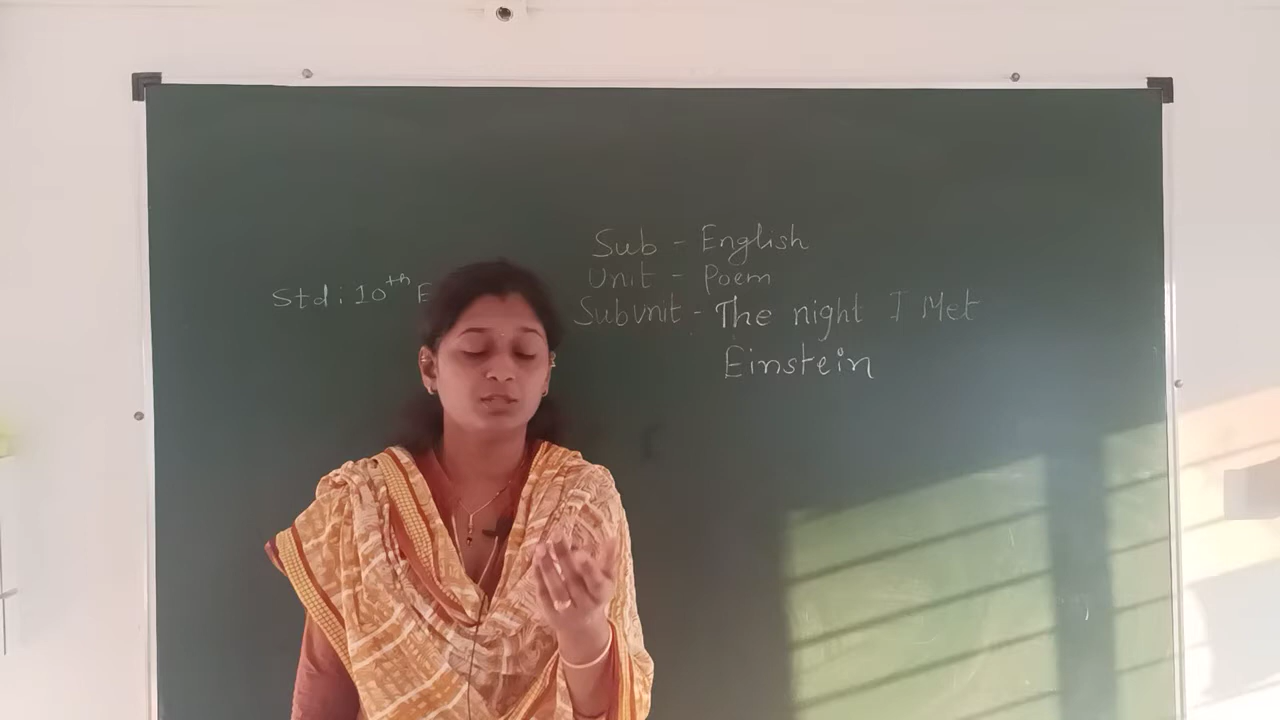 Sub - English
Unit - Poem
Std : 10th E
Subunit - The night I Met
Einstein